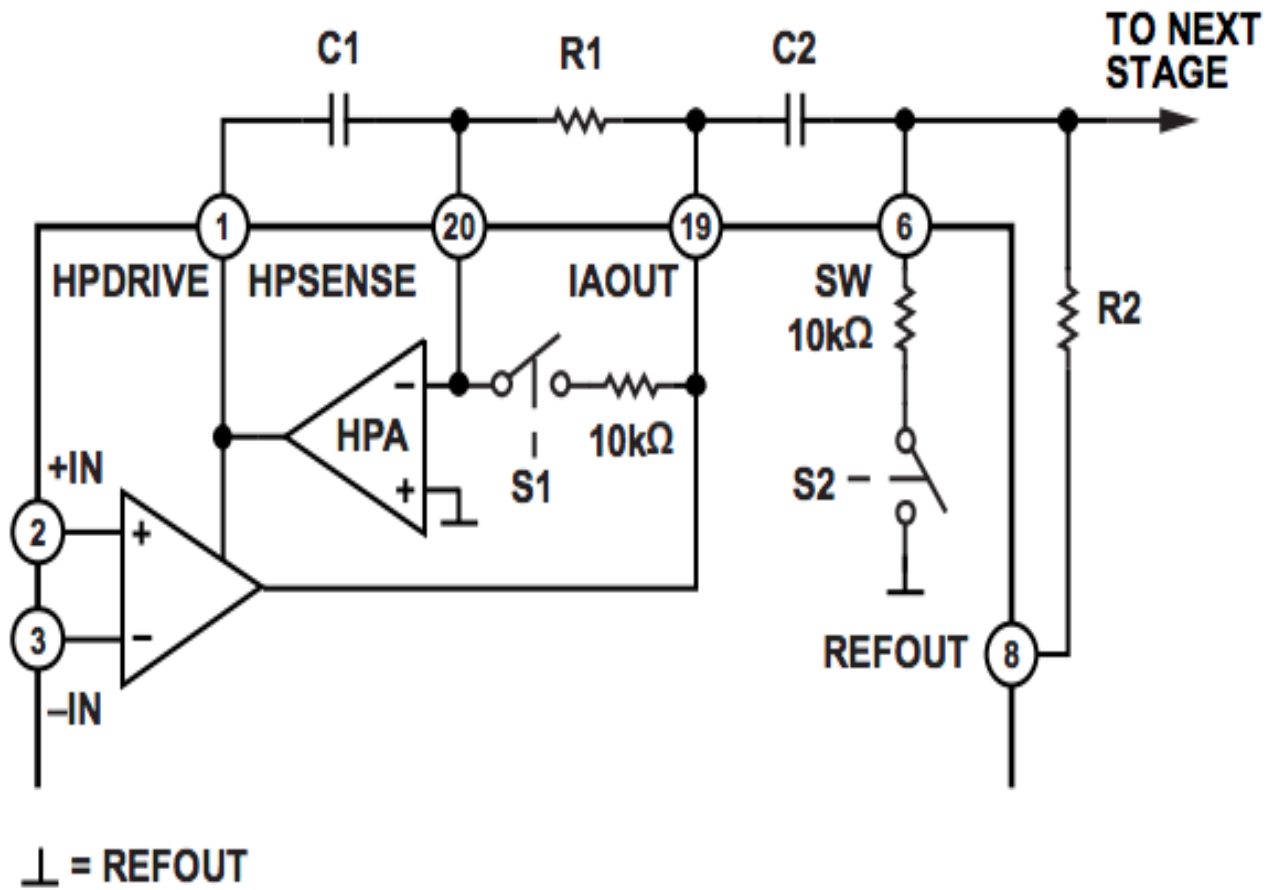 TO NEXT
STAGE
C1
R1
C2
1
20
19
6
HPDRIVE
HPSENSE
IAOUT
SW
10kΩ
R2
–
HPA
+
S1
10kΩ
S2
+IN
2
+
3
–
–IN
REFOUT
8
⊥ = REFOUT